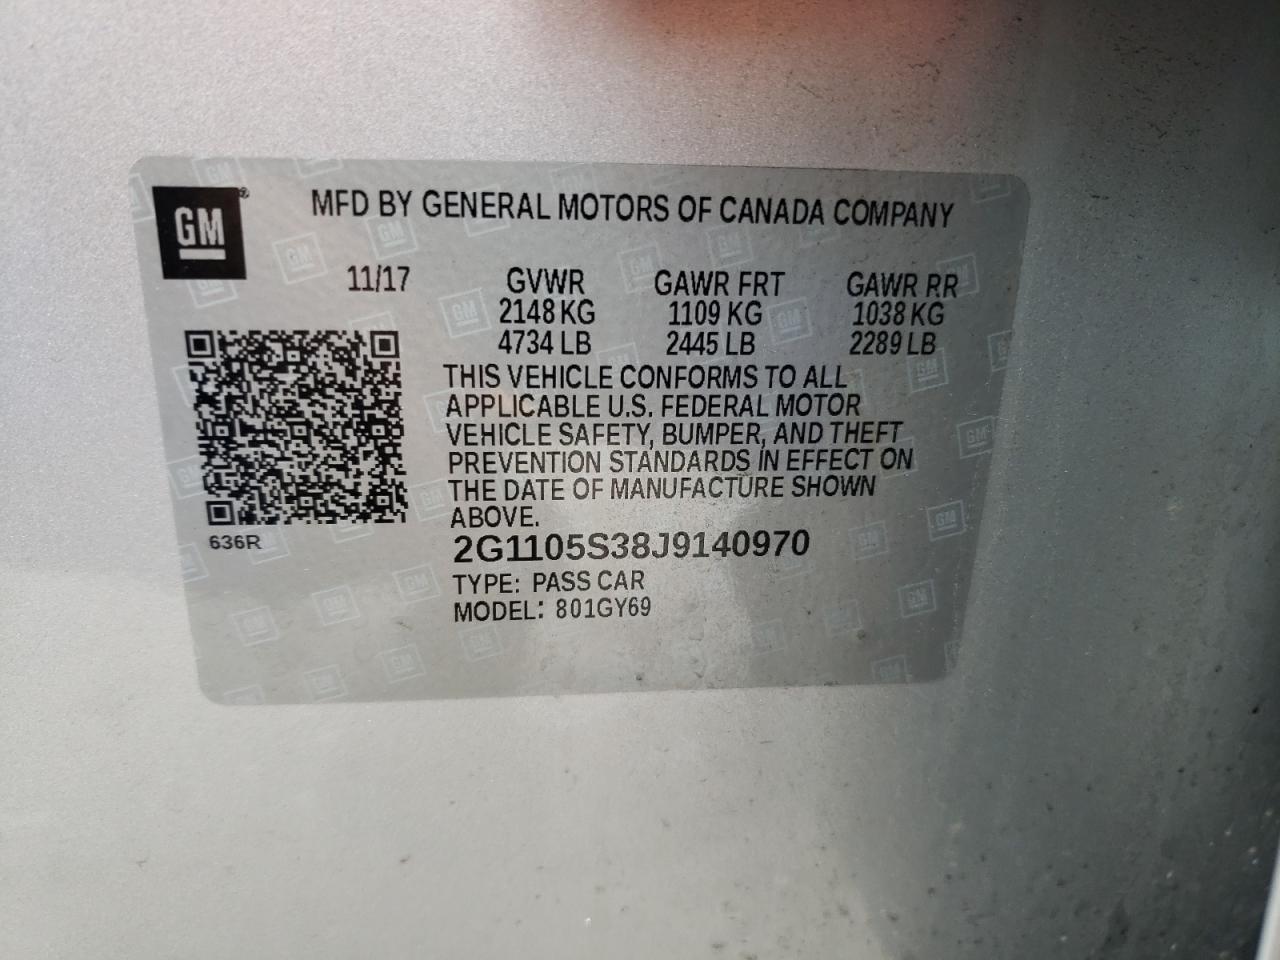 GM®
MFD BY GENERAL MOTORS OF CANADA COMPANY
11/17 GVWR GAWR FRT GAWR RR
2148 KG 1109 KG 1038 KG
4734 LB 2445 LB 2289 LB
THIS VEHICLE CONFORMS TO ALL
APPLICABLE U.S. FEDERAL MOTOR
VEHICLE SAFETY, BUMPER, AND THEFT
PREVENTION STANDARDS IN EFFECT ON
THE DATE OF MANUFACTURE SHOWN
ABOVE.
636R
2G1105S38J9140970
TYPE: PASS CAR
MODEL: 801GY69